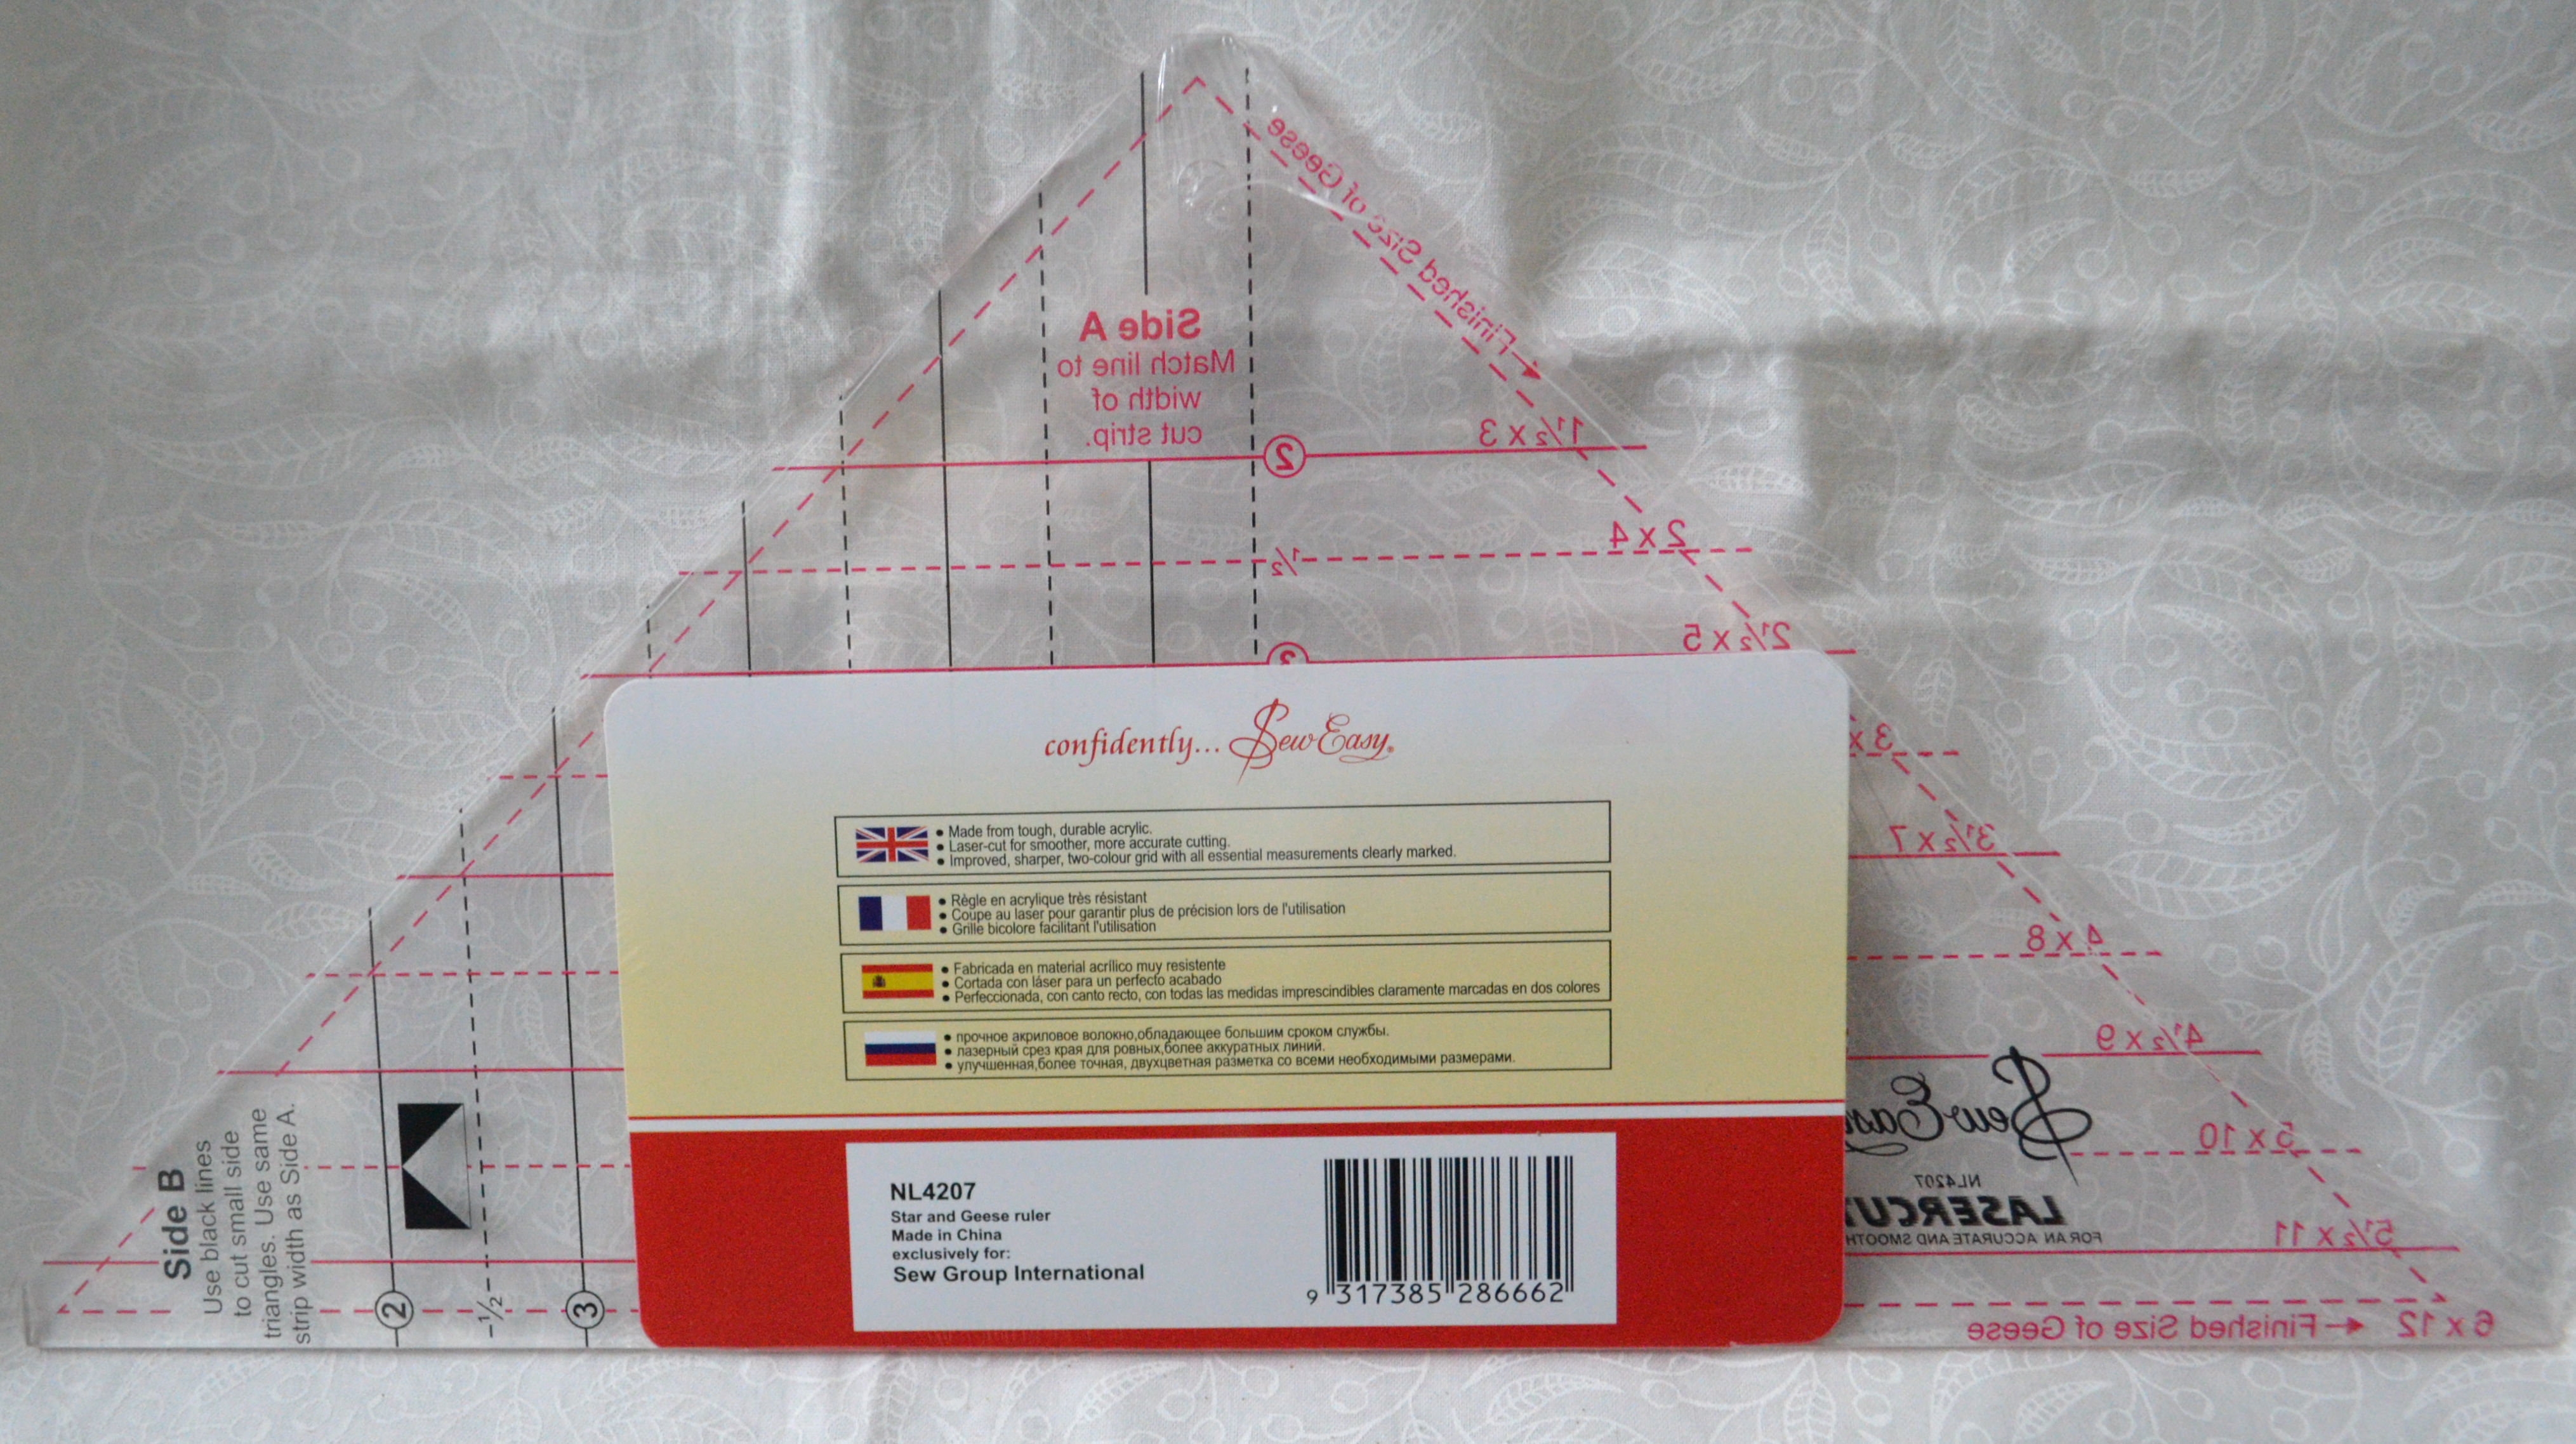 Finished Size of Geese
Side A
Match line to
width of
cut strip.
2
1½ x 3
½
2 x 4
3
2½ x 5
3 x
3½ x 7
4 x 8
4½ x 9
5 x 10
5½ x 11
6 x 12
Finished Size of Geese
Sew Eas
NL4207
LASERCU
FOR AN ACCURATE AND SMOOTH
confidently... Sew Easy®
• Made from tough, durable acrylic.
• Laser-cut for smoother, more accurate cutting.
• Improved, sharper, two-colour grid with all essential measurements clearly marked.
• Règle en acrylique très résistant
• Coupe au laser pour garantir plus de précision lors de l'utilisation
• Grille bicolore facilitant l'utilisation
• Fabricada en material acrílico muy resistente
• Cortada con láser para un perfecto acabado
• Perfeccionada, con canto recto, con todas las medidas imprescindibles claramente marcadas en dos colores
• прочное акриловое волокно,обладающее большим сроком службы.
• лазерный срез края для ровных,более аккуратных линий.
• улучшенная,более точная, двухцветная разметка со всеми необходимыми размерами.
NL4207
Star and Geese ruler
Made in China
exclusively for:
Sew Group International
9 317385 286662
Side B
Use black lines
to cut small side
triangles. Use same
strip width as Side A.
2
½
3